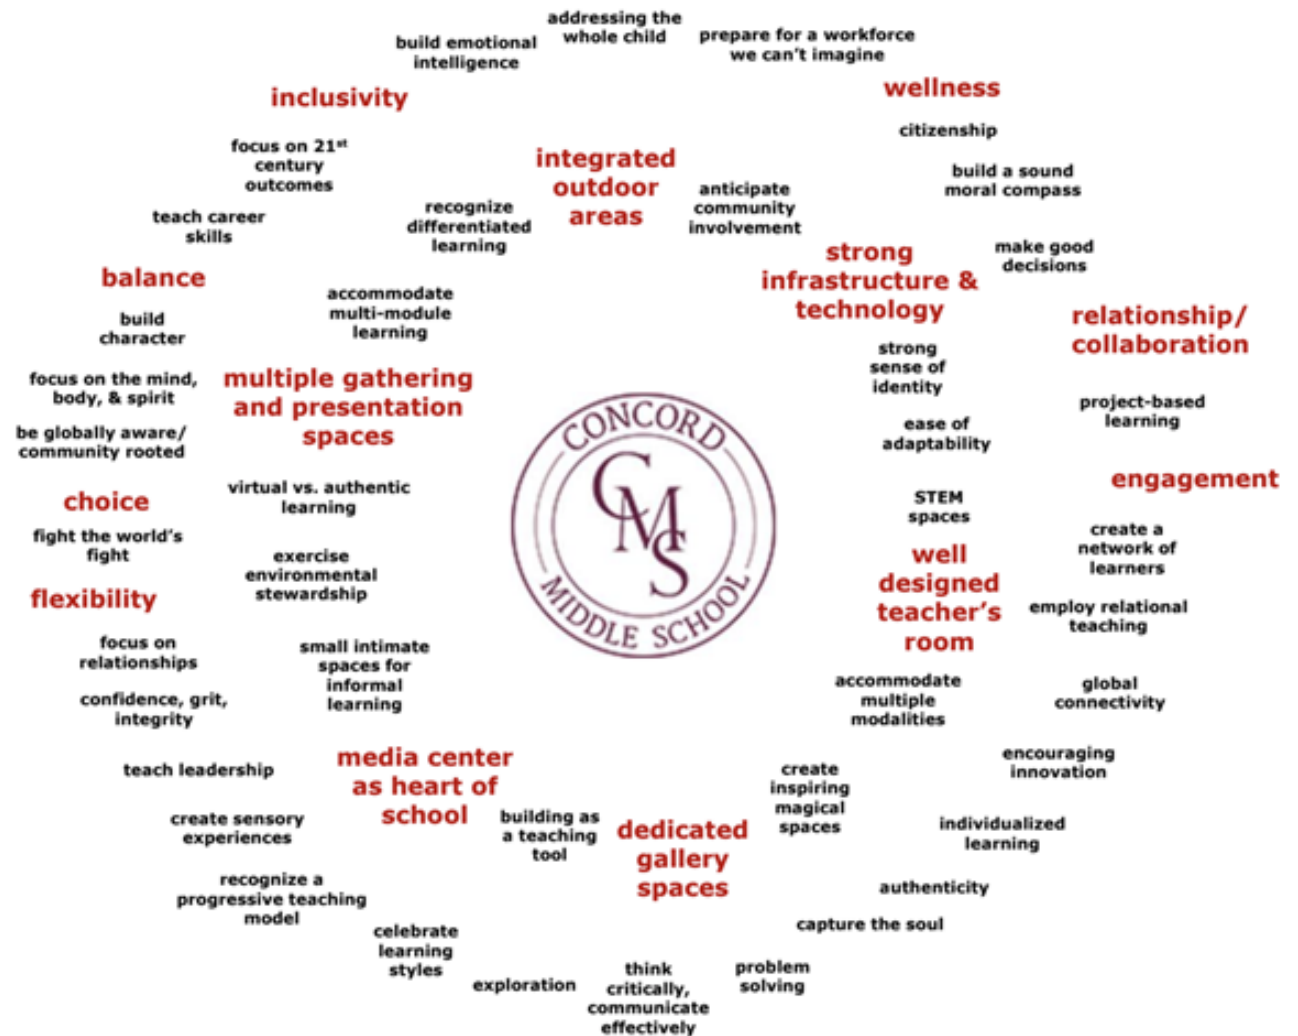 addressing the
whole child
build emotional
intelligence
prepare for a workforce
we can't imagine
inclusivity
wellness
citizenship
focus on 21st
century
outcomes
integrated
outdoor
areas
build a sound
moral compass
anticipate
community
involvement
recognize
differentiated
learning
teach career
skills
strong
infrastructure &
technology
make good
decisions
balance
accommodate
multi-module
learning
relationship/
collaboration
build
character
strong
sense of
identity
focus on the mind,
body, & spirit
multiple gathering
and presentation
spaces
project-based
learning
ease of
adaptability
be globally aware/
community rooted
CONCORD
CMS
MIDDLE SCHOOL
engagement
choice
virtual vs. authentic
learning
STEM
spaces
fight the world's
fight
create a
network of
learners
exercise
environmental
stewardship
well
designed
teacher's
room
flexibility
employ relational
teaching
focus on
relationships
small intimate
spaces for
informal
learning
accommodate
multiple
modalities
global
connectivity
confidence, grit,
integrity
teach leadership
media center
as heart of
school
encouraging
innovation
create
inspiring
magical
spaces
create sensory
experiences
building as
a teaching
tool
dedicated
gallery
spaces
individualized
learning
recognize a
progressive teaching
model
authenticity
celebrate
learning
styles
capture the soul
exploration
think
critically,
communicate
effectively
problem
solving